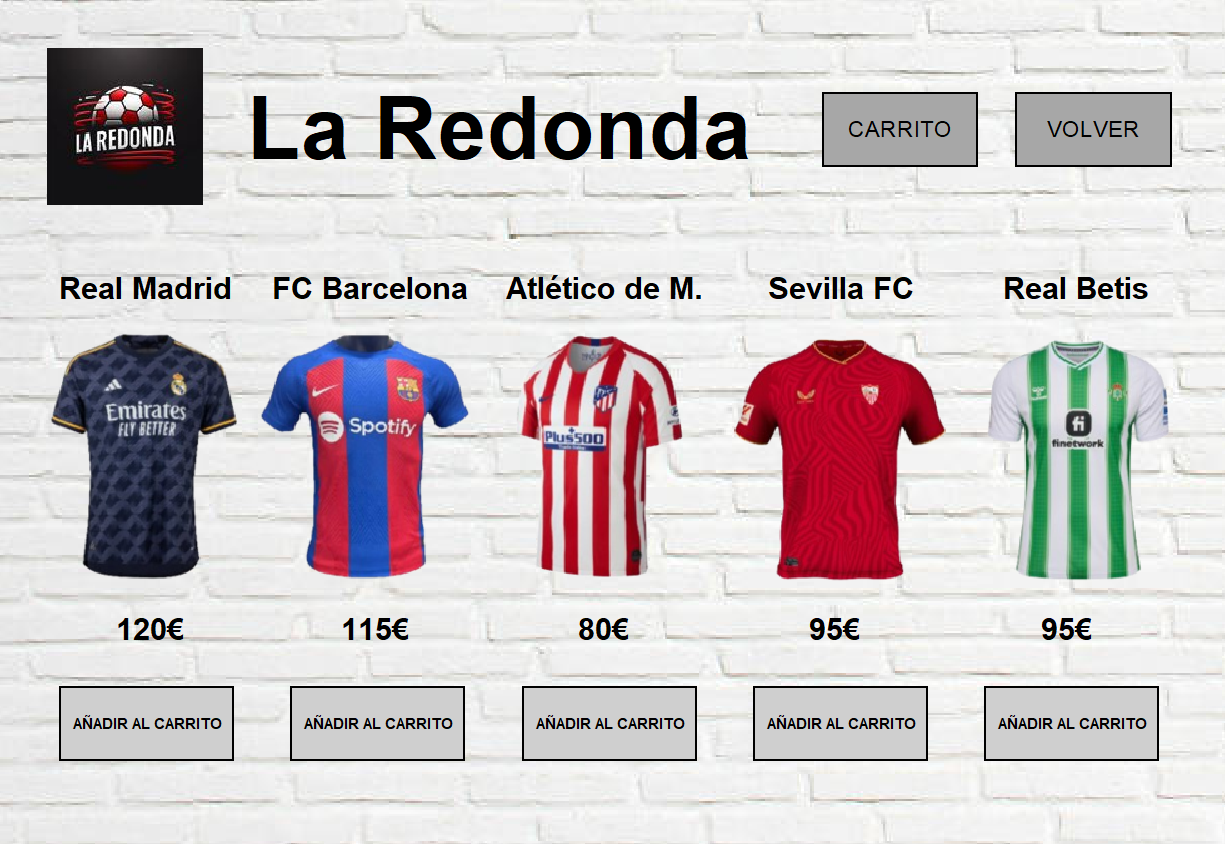 LA REDONDA
La Redonda
CARRITO
VOLVER
Real Madrid
FC Barcelona
Atlético de M.
Sevilla FC
Real Betis
Emirates
FLY BETTER
Spotify
Plus500
fi
finetwork
120€
115€
80€
95€
95€
AÑADIR AL CARRITO
AÑADIR AL CARRITO
AÑADIR AL CARRITO
AÑADIR AL CARRITO
AÑADIR AL CARRITO